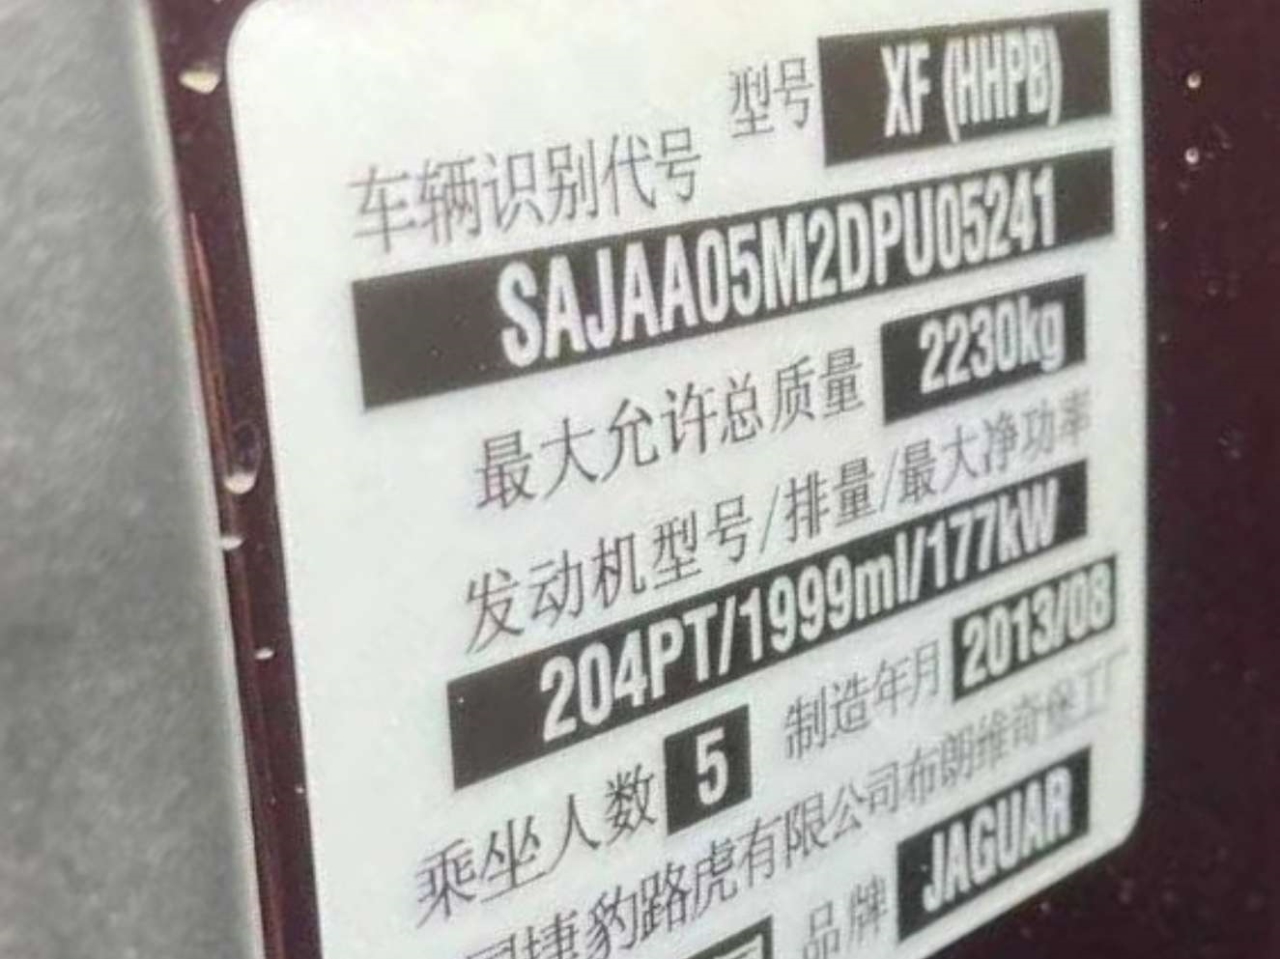 型号 XF (HHPB)
车辆识别代号
SAJAA05M2DPU05241
最大允许总质量 2230kg
发动机型号/排量/最大净功率
204PT/1999ml/177kW
乘坐人数 5 制造年月 2013/08
捷豹路虎有限公司布朗维奇堡工厂
品牌 JAGUAR